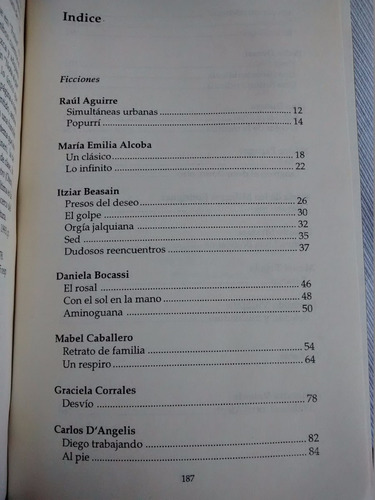 Indice
Ficciones
Raúl Aguirre
Simultáneas urbanas ........ 12
Popurrí ........ 14
María Emilia Alcoba
Un clásico ........ 18
Lo infinito ........ 22
Itziar Beasain
Presos del deseo ........ 26
El golpe ........ 30
Orgía jalquiana ........ 32
Sed ........ 35
Dudosos reencuentros ........ 37
Daniela Bocassi
El rosal ........ 46
Con el sol en la mano ........ 48
Aminoguana ........ 50
Mabel Caballero
Retrato de familia ........ 54
Un respiro ........ 64
Graciela Corrales
Desvío ........ 78
Carlos D'Angelis
Diego trabajando ........ 82
Al pie ........ 84
187